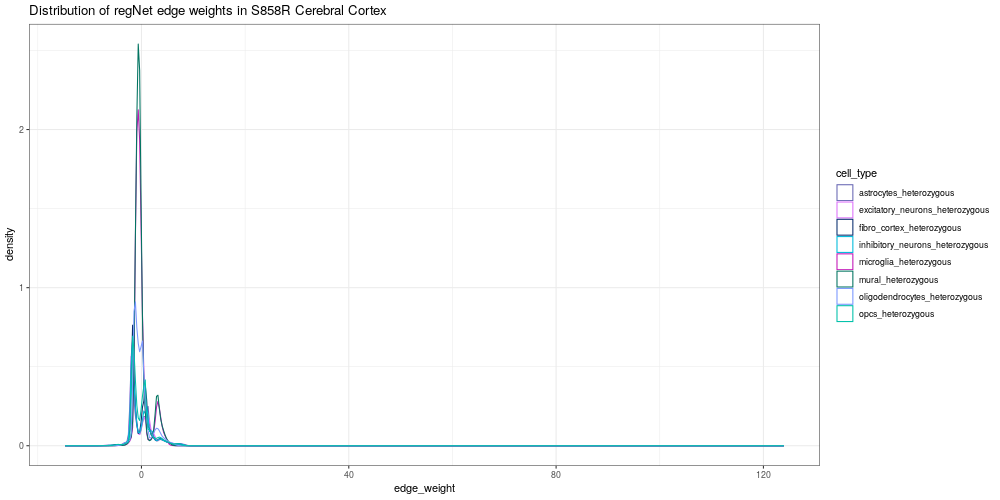 Distribution of regNet edge weights in S858R Cerebral Cortex
density
2
1
0
0
40
80
120
edge_weight
cell_type
astrocytes_heterozygous
excitatory_neurons_heterozygous
fibro_cortex_heterozygous
inhibitory_neurons_heterozygous
microglia_heterozygous
mural_heterozygous
oligodendrocytes_heterozygous
opcs_heterozygous